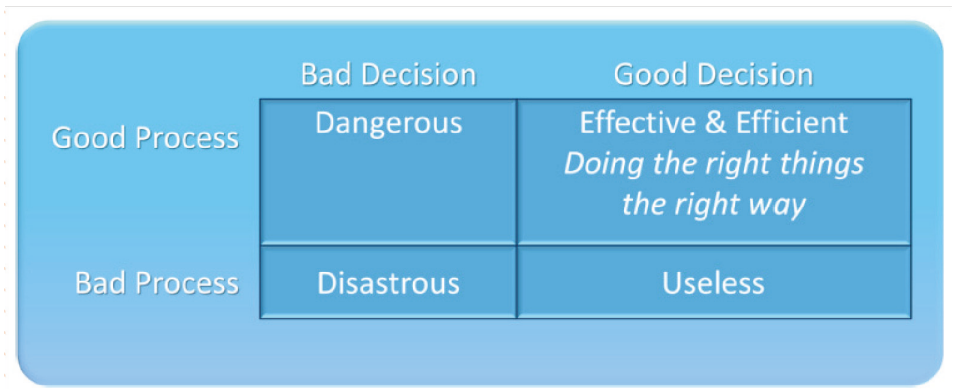 Bad Decision Good Decision
Good Process Dangerous Effective & Efficient
Doing the right things
the right way
Bad Process Disastrous Useless